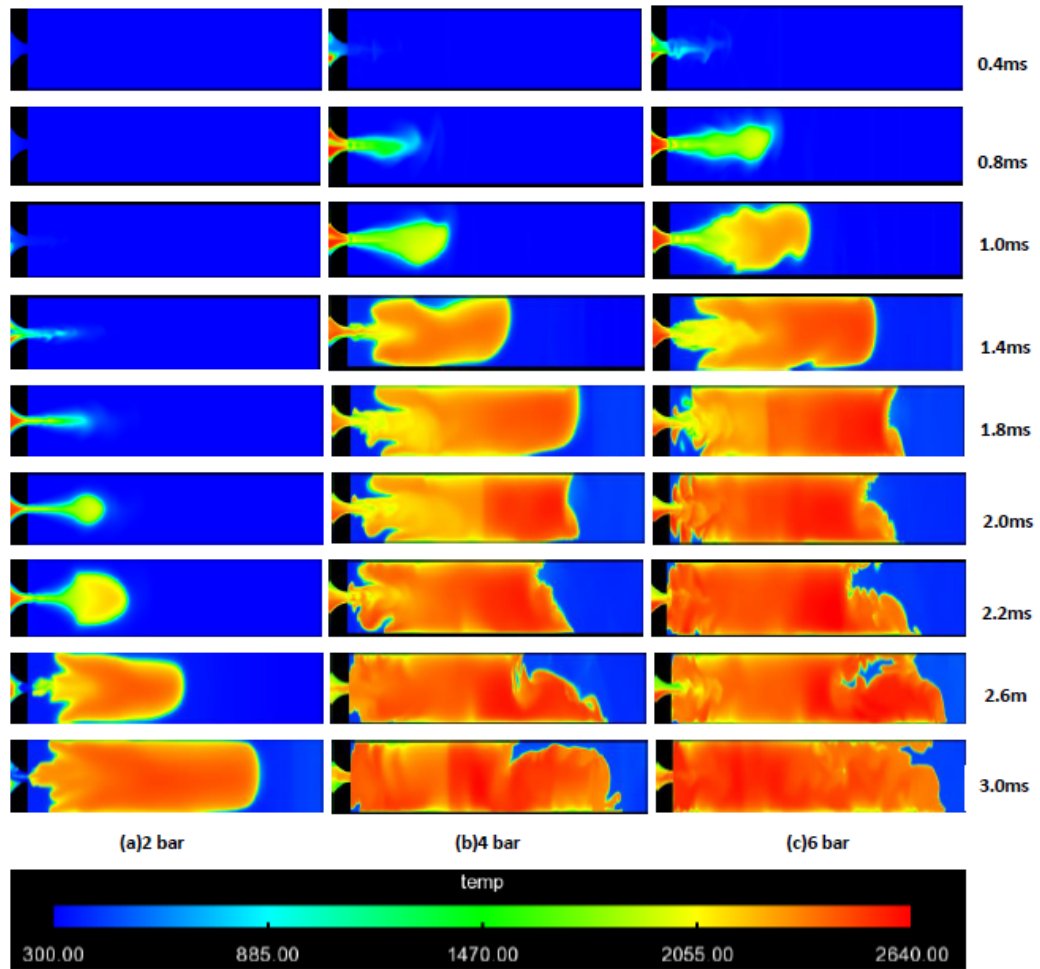 0.4ms
0.8ms
1.0ms
1.4ms
1.8ms
2.0ms
2.2ms
2.6m
3.0ms
(a)2 bar (b)4 bar (c)6 bar
temp
300.00 885.00 1470.00 2055.00 2640.00